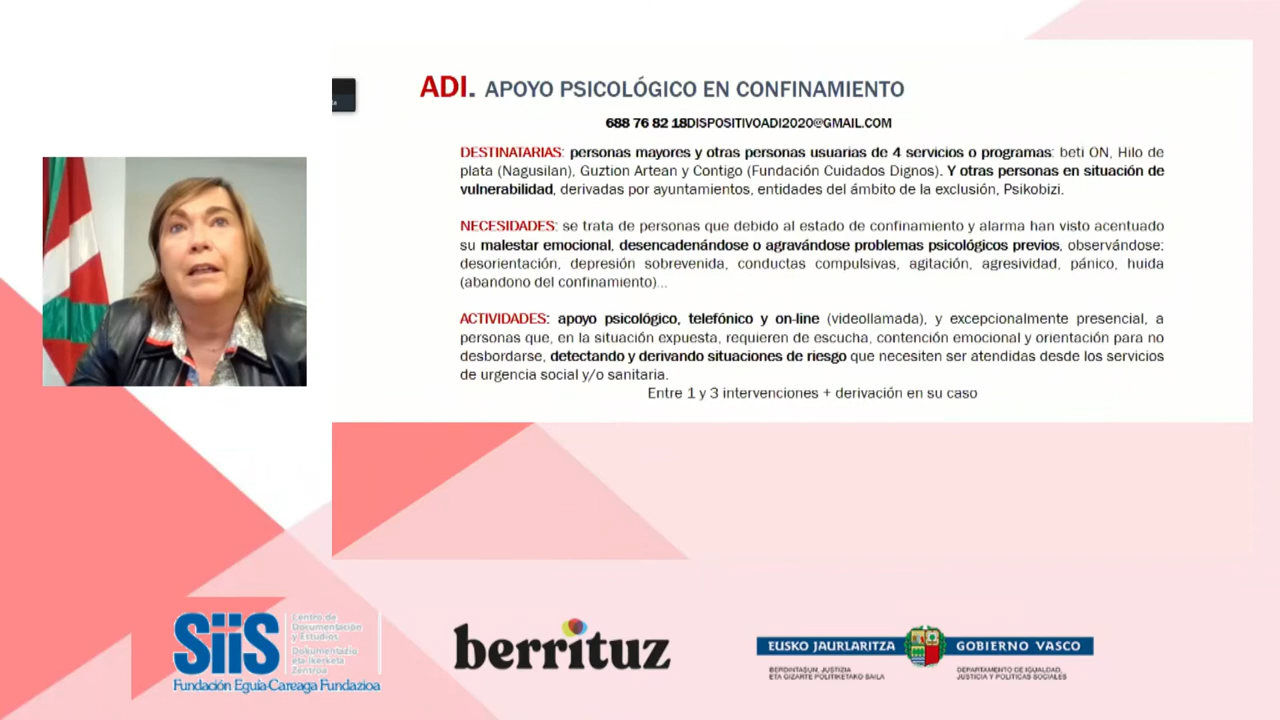 ADI. APOYO PSICOLÓGICO EN CONFINAMIENTO
688 76 82 18DISPOSITIVOADI2020@GMAIL.COM
DESTINATARIAS: personas mayores y otras personas usuarias de 4 servicios o programas: beti ON, Hilo de
plata (Nagusilan), Guztion Artean y Contigo (Fundación Cuidados Dignos). Y otras personas en situación de
vulnerabilidad, derivadas por ayuntamientos, entidades del ámbito de la exclusión, Psikobizi.
NECESIDADES: se trata de personas que debido al estado de confinamiento y alarma han visto acentuado
su malestar emocional, desencadenándose o agravándose problemas psicológicos previos, observándose:
desorientación, depresión sobrevenida, conductas compulsivas, agitación, agresividad, pánico, huida
(abandono del confinamiento)...
ACTIVIDADES: apoyo psicológico, telefónico y on-line (videollamada), y excepcionalmente presencial, a
personas que, en la situación expuesta, requieren de escucha, contención emocional y orientación para no
desbordarse, detectando y derivando situaciones de riesgo que necesiten ser atendidas desde los servicios
de urgencia social y/o sanitaria.
Entre 1 y 3 intervenciones + derivación en su caso
SiiS
Centro de
Documentación
y Estudios
Dokumentazio
eta Ikerketa
Zentroa
Fundación Eguía-Careaga Fundazioa
berrituz
EUSKO JAURLARITZA
GOBIERNO VASCO
BERDINTASUN, JUSTIZIA
ETA GIZARTE POLITIKETAKO SAILA
DEPARTAMENTO DE IGUALDAD,
JUSTICIA Y POLÍTICAS SOCIALES